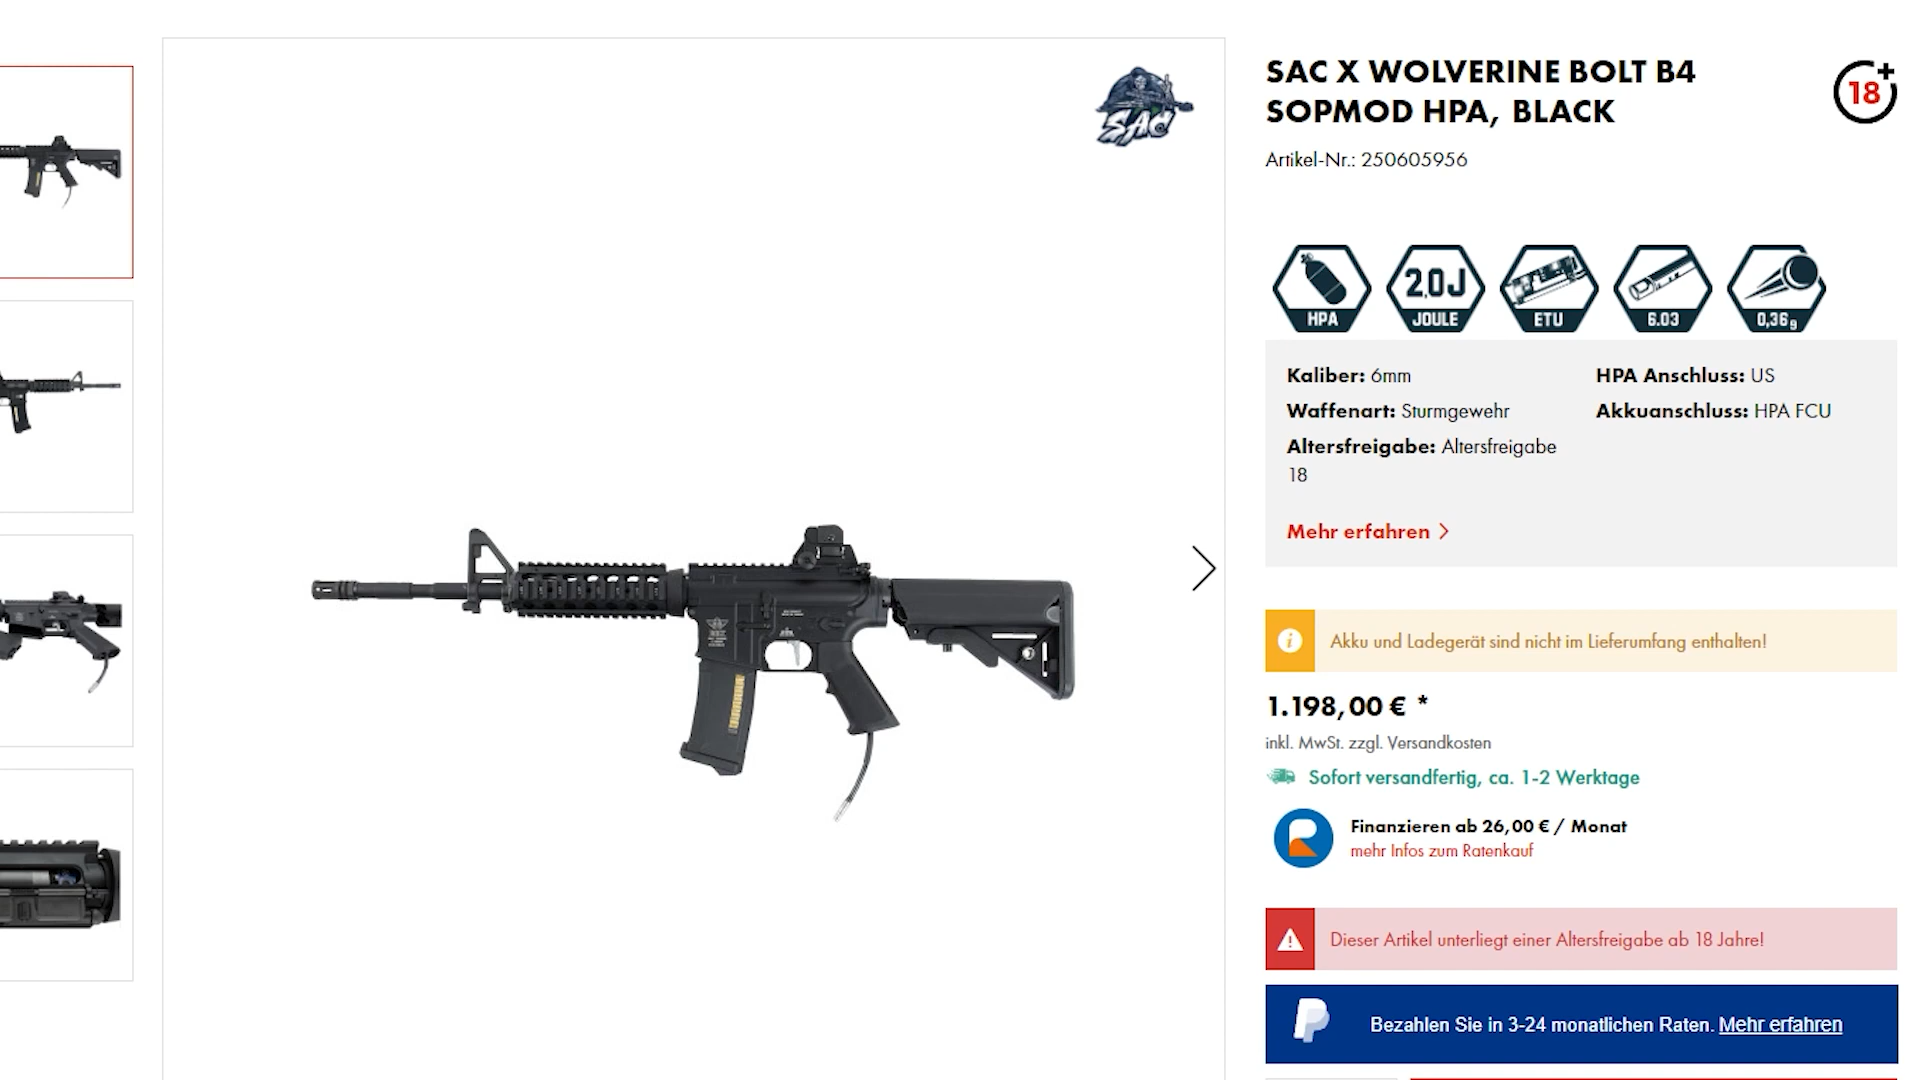 SAC
SAC X WOLVERINE BOLT B4
SOPMOD HPA, BLACK
18+
Artikel-Nr.: 250605956
HPA
2.0J
JOULE
ETU
6.03
0,36g
Kaliber: 6mm
HPA Anschluss: US
Waffenart: Sturmgewehr
Akkuanschluss: HPA FCU
Altersfreigabe: Altersfreigabe
18
Mehr erfahren
Akku und Ladegerät sind nicht im Lieferumfang enthalten!
1.198,00 € *
inkl. MwSt. zzgl. Versandkosten
Sofort versandfertig, ca. 1-2 Werktage
Finanzieren ab 26,00 € / Monat
mehr Infos zum Ratenkauf
Dieser Artikel unterliegt einer Altersfreigabe ab 18 Jahre!
Bezahlen Sie in 3-24 monatlichen Raten. Mehr erfahren